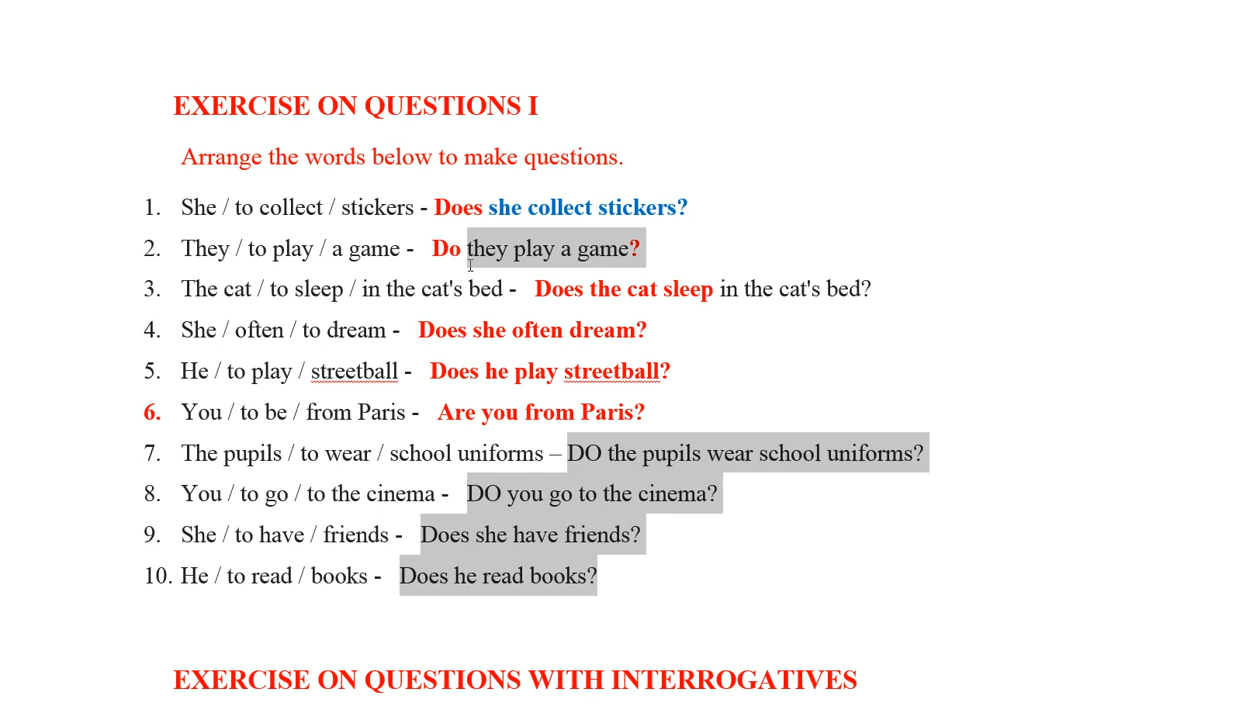 EXERCISE ON QUESTIONS I
Arrange the words below to make questions.
1. She / to collect / stickers - Does she collect stickers?
2. They / to play / a game - Do they play a game?
3. The cat / to sleep / in the cat's bed - Does the cat sleep in the cat's bed?
4. She / often / to dream - Does she often dream?
5. He / to play / streetball - Does he play streetball?
6. You / to be / from Paris - Are you from Paris?
7. The pupils / to wear / school uniforms – DO the pupils wear school uniforms?
8. You / to go / to the cinema - DO you go to the cinema?
9. She / to have / friends - Does she have friends?
10. He / to read / books - Does he read books?
EXERCISE ON QUESTIONS WITH INTERROGATIVES